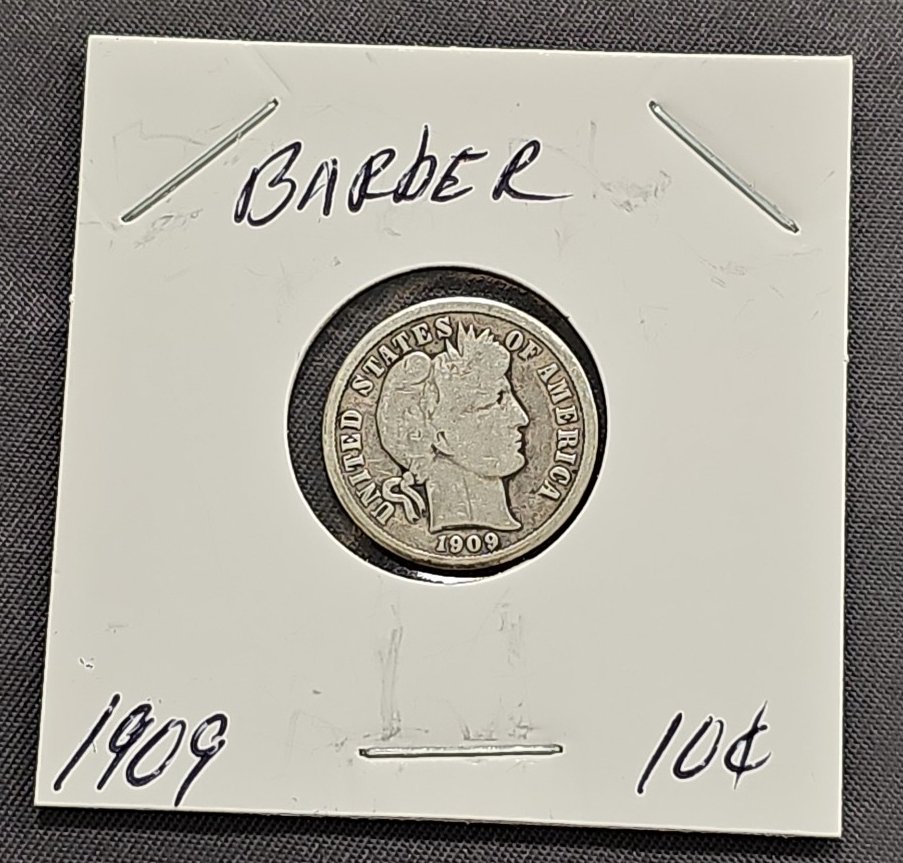 BARbER
UNITED STATES OF AMERICA
1909
1909
10¢